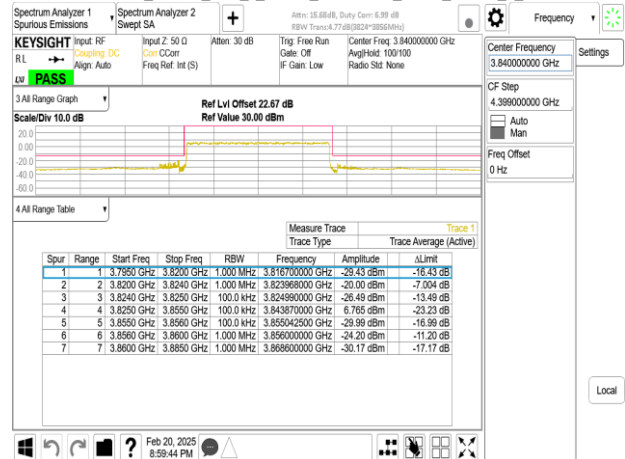 Spectrum Analyzer 1
Spurious Emissions
Spectrum Analyzer 2
Swept SA
Attn: 15.68dB, Duty Corr: 6.99 dB
RBW Trans:4.77dB(3824~3856MHz)
Frequency
KEYSIGHT
RL
LXI
PASS
Input: RF
Coupling: DC
Align: Auto
Input Z: 50 Ω
Corr CCorr
Freq Ref: Int (S)
Atten: 30 dB
Trig: Free Run
Gate: Off
IF Gain: Low
Center Freq: 3.840000000 GHz
Avg|Hold: 100/100
Radio Std: None
Center Frequency
3.840000000 GHz
Settings
CF Step
4.399000000 GHz
Auto
Man
Freq Offset
0 Hz
3 All Range Graph
Scale/Div 10.0 dB
Ref Lvl Offset 22.67 dB
Ref Value 30.00 dBm
20.0
0.00
-20.0
-40.0
-60.0
4 All Range Table
Measure Trace Trace 1
Trace Type Trace Average (Active)
Spur Range Start Freq Stop Freq RBW Frequency Amplitude ΔLimit
1 1 3.7950 GHz 3.8200 GHz 1.000 MHz 3.816700000 GHz -29.43 dBm -16.43 dB
2 2 3.8200 GHz 3.8240 GHz 1.000 MHz 3.823968000 GHz -20.00 dBm -7.004 dB
3 3 3.8240 GHz 3.8250 GHz 100.0 kHz 3.824990000 GHz -26.49 dBm -13.49 dB
4 4 3.8250 GHz 3.8550 GHz 100.0 kHz 3.843870000 GHz 6.765 dBm -23.23 dB
5 5 3.8550 GHz 3.8560 GHz 100.0 kHz 3.855042500 GHz -29.99 dBm -16.99 dB
6 6 3.8560 GHz 3.8600 GHz 1.000 MHz 3.856000000 GHz -24.20 dBm -11.20 dB
7 7 3.8600 GHz 3.8850 GHz 1.000 MHz 3.868600000 GHz -30.17 dBm -17.17 dB
Local
?
Feb 20, 2025
8:59:44 PM